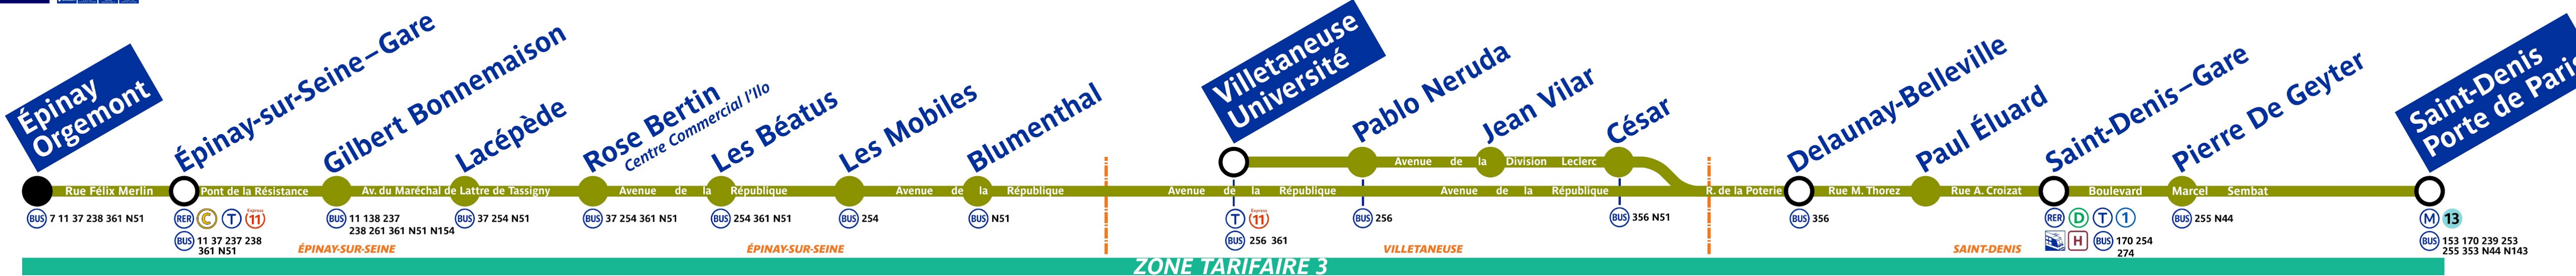 Épinay
Orgemont
Épinay-sur-Seine–Gare
Gilbert Bonnemaison
Lacépède
Rose Bertin
Centre Commercial l'Ilo
Les Béatus
Les Mobiles
Blumenthal
Villetaneuse
Université
Pablo Neruda
Jean Vilar
César
Delaunay-Belleville
Paul Éluard
Saint-Denis–Gare
Pierre De Geyter
Saint-Denis
Porte de Paris
Avenue de la Division Leclerc
Rue Félix Merlin
Pont de la Résistance
Av. du Maréchal de Lattre de Tassigny
Avenue de la République
Avenue de la République
Avenue de la République
Avenue de la République
R. de la Poterie
Rue M. Thorez
Rue A. Croizat
Boulevard Marcel Sembat
BUS 7 11 37 238 361 N51
RER C T Express 11
BUS 11 37 237 238
361 N51
BUS 11 138 237
238 261 361 N51 N154
BUS 37 254 N51
BUS 37 254 361 N51
BUS 254 361 N51
BUS 254
BUS N51
T Express 11
BUS 256 361
BUS 256
BUS 356 N51
BUS 356
RER D T 1
H BUS 170 254
274
BUS 255 N44
M 13
BUS 153 170 239 253
255 353 N44 N143
ÉPINAY-SUR-SEINE
ÉPINAY-SUR-SEINE
VILLETANEUSE
SAINT-DENIS
ZONE TARIFAIRE 3